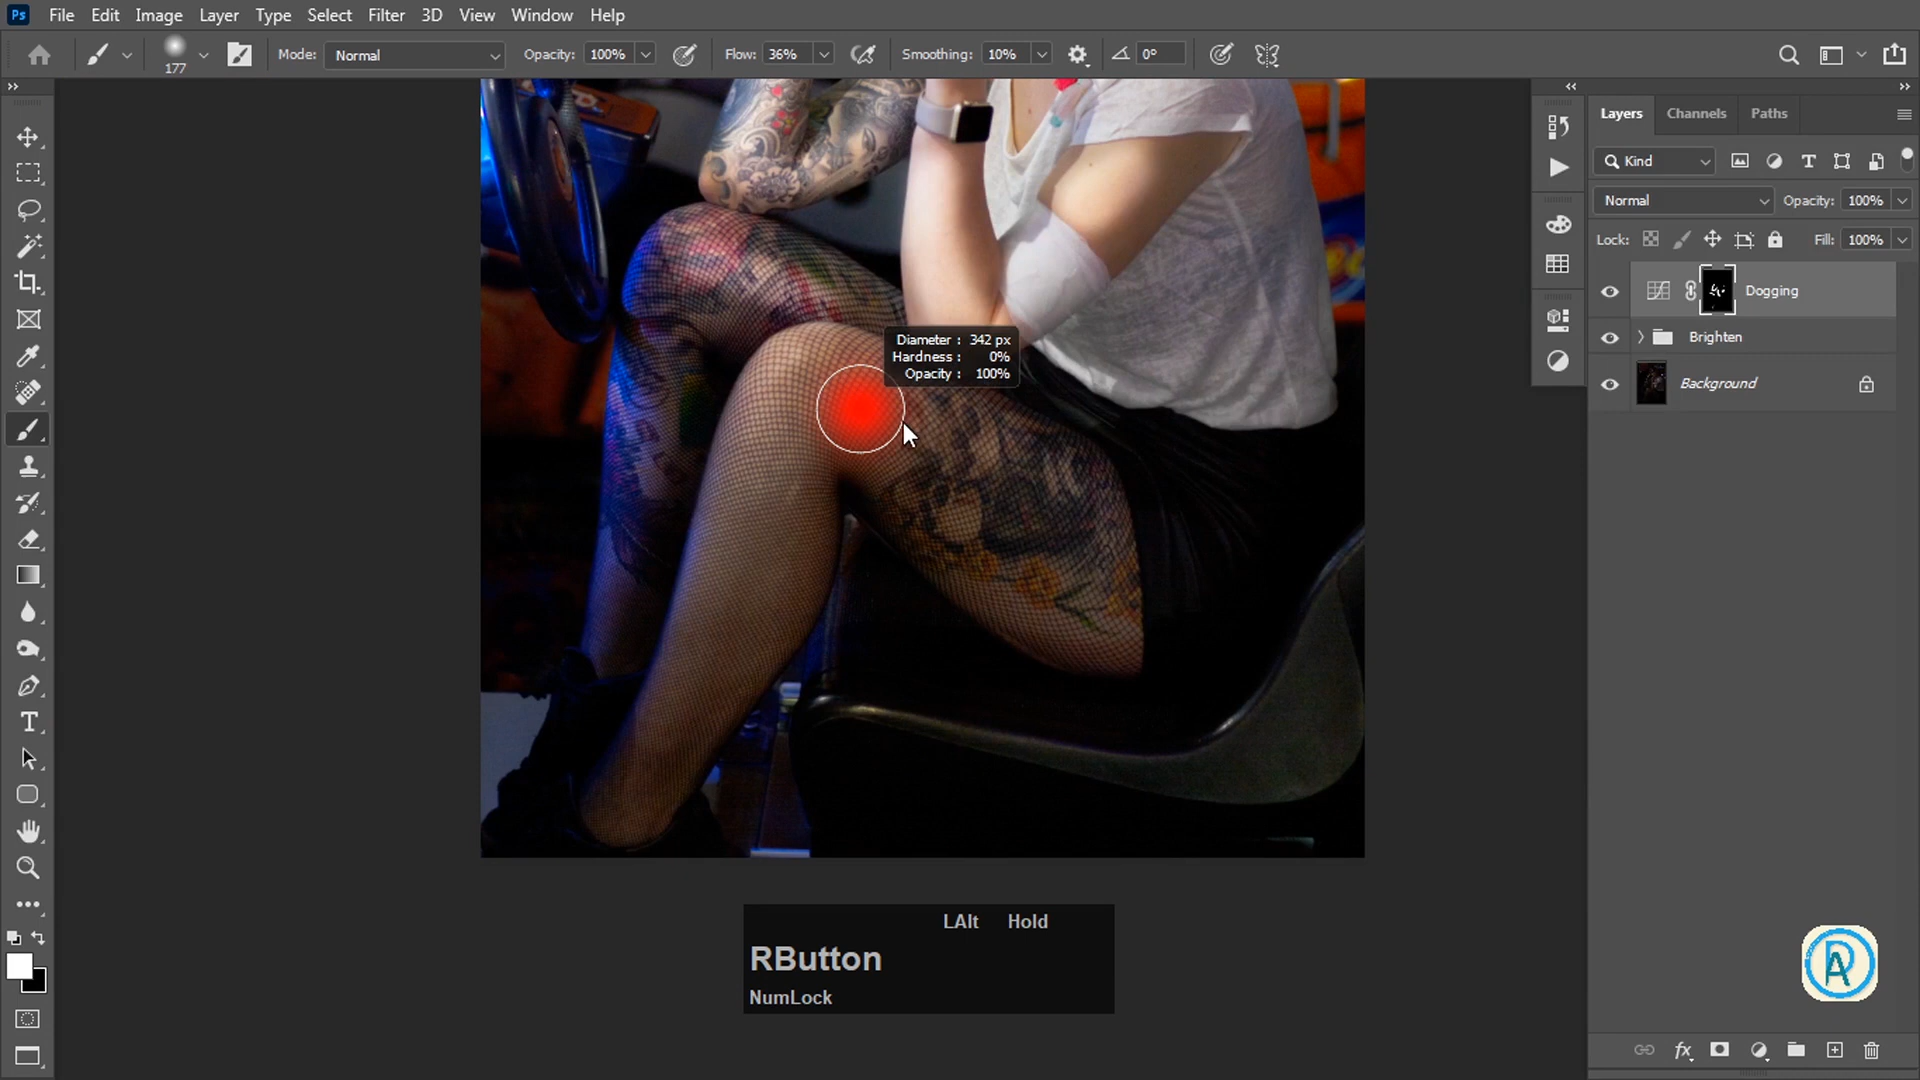 Ps File Edit Image Layer Type Select Filter 3D View Window Help
177 Mode: Normal Opacity: 100% Flow: 36% Smoothing: 10% 0°
Layers Channels Paths
Kind
Normal Opacity: 100%
Lock: Fill: 100%
Dogging
Brighten
Background
Diameter : 342 px
Hardness : 0%
Opacity : 100%
LAlt Hold
RButton
NumLock